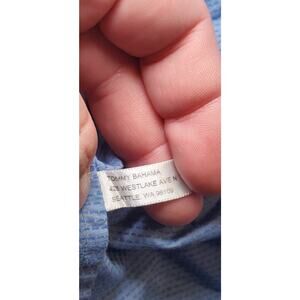 TOMMY BAHAMA
428 WESTLAKE AVE N
SEATTLE, WA 98109